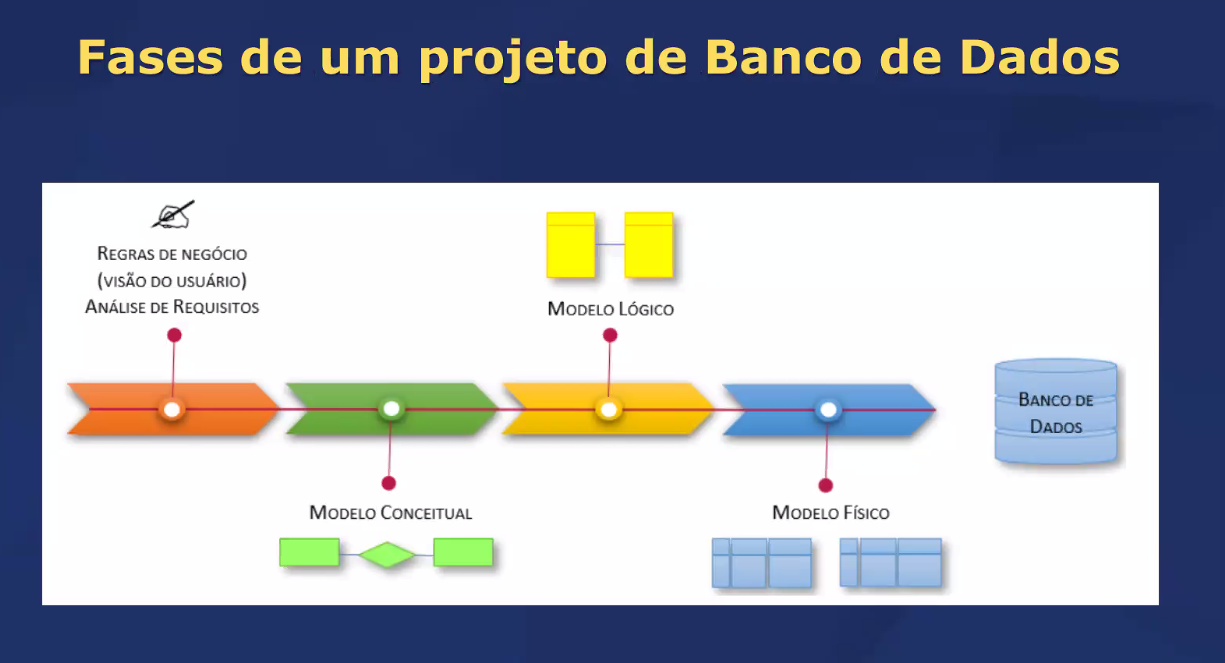 Fases de um projeto de Banco de Dados
Regras de negócio
(visão do usuário)
Análise de Requisitos
Modelo Lógico
Banco de
Dados
Modelo Conceitual
Modelo Físico